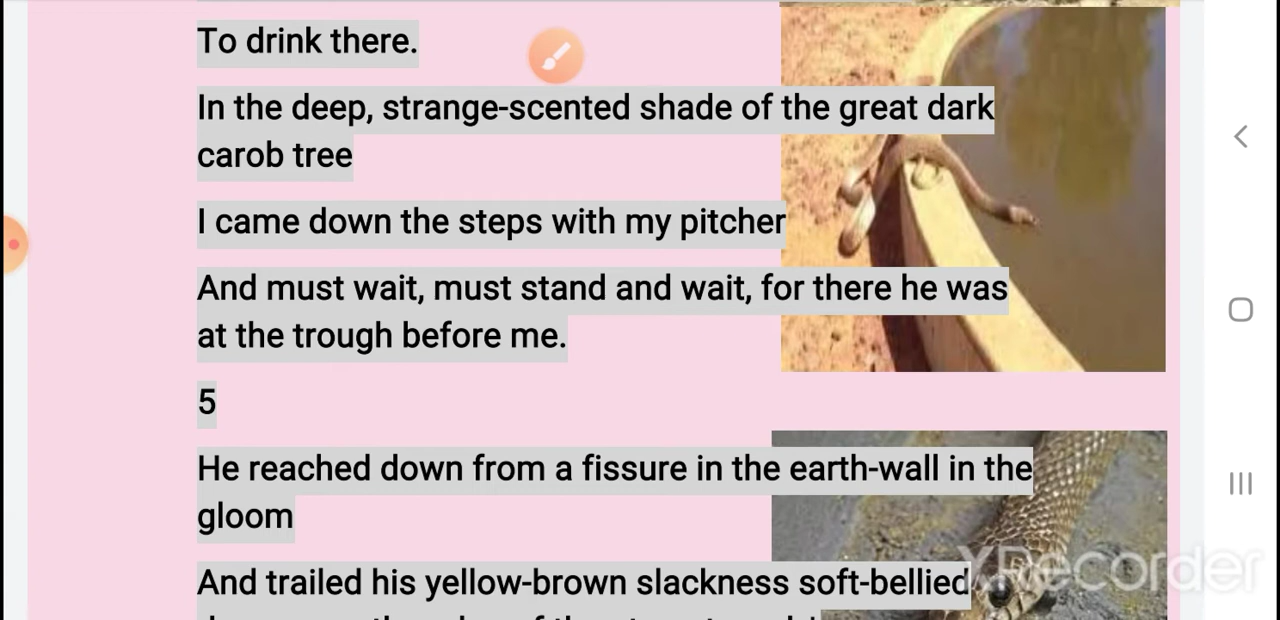 To drink there.
In the deep, strange-scented shade of the great dark
carob tree
I came down the steps with my pitcher
And must wait, must stand and wait, for there he was
at the trough before me.
5
He reached down from a fissure in the earth-wall in the
gloom
And trailed his yellow-brown slackness soft-bellied
XRecorder